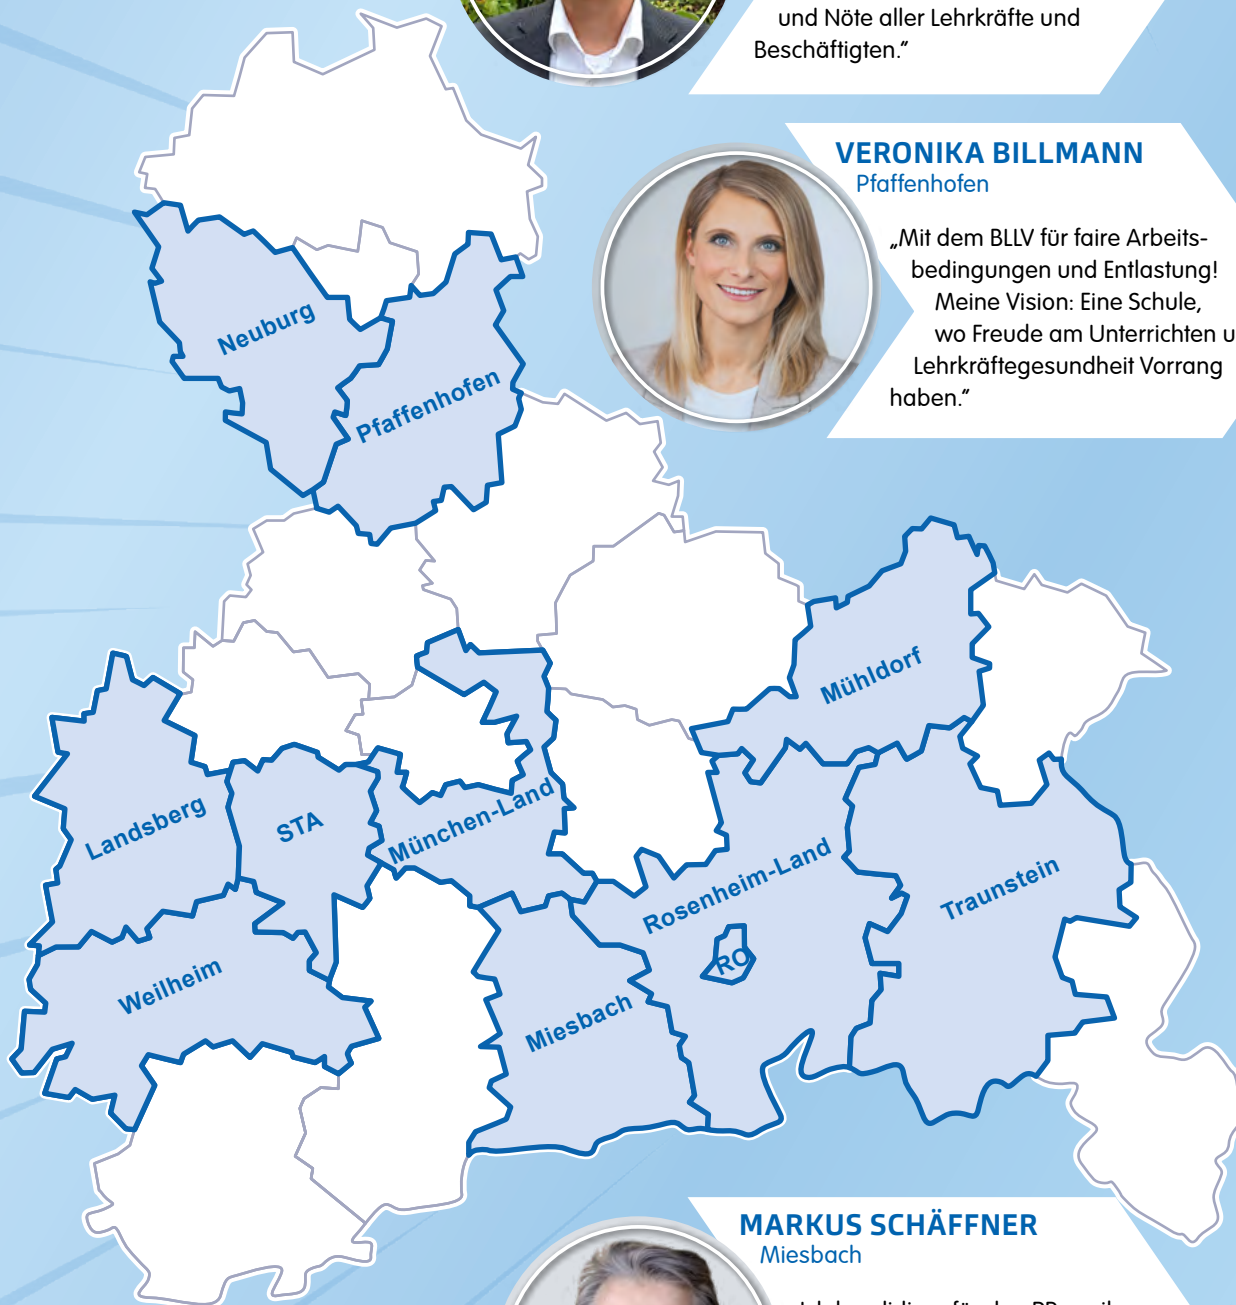 und Nöte aller Lehrkräfte und
Beschäftigten.“
VERONIKA BILLMANN
Pfaffenhofen
„Mit dem BLLV für faire Arbeits-
bedingungen und Entlastung!
Meine Vision: Eine Schule,
wo Freude am Unterrichten u
Lehrkräftegesundheit Vorrang
haben.“
Neuburg
Pfaffenhofen
Mühldorf
Landsberg
STA
München-Land
Rosenheim-Land
RO
Traunstein
Weilheim
Miesbach
MARKUS SCHÄFFNER
Miesbach